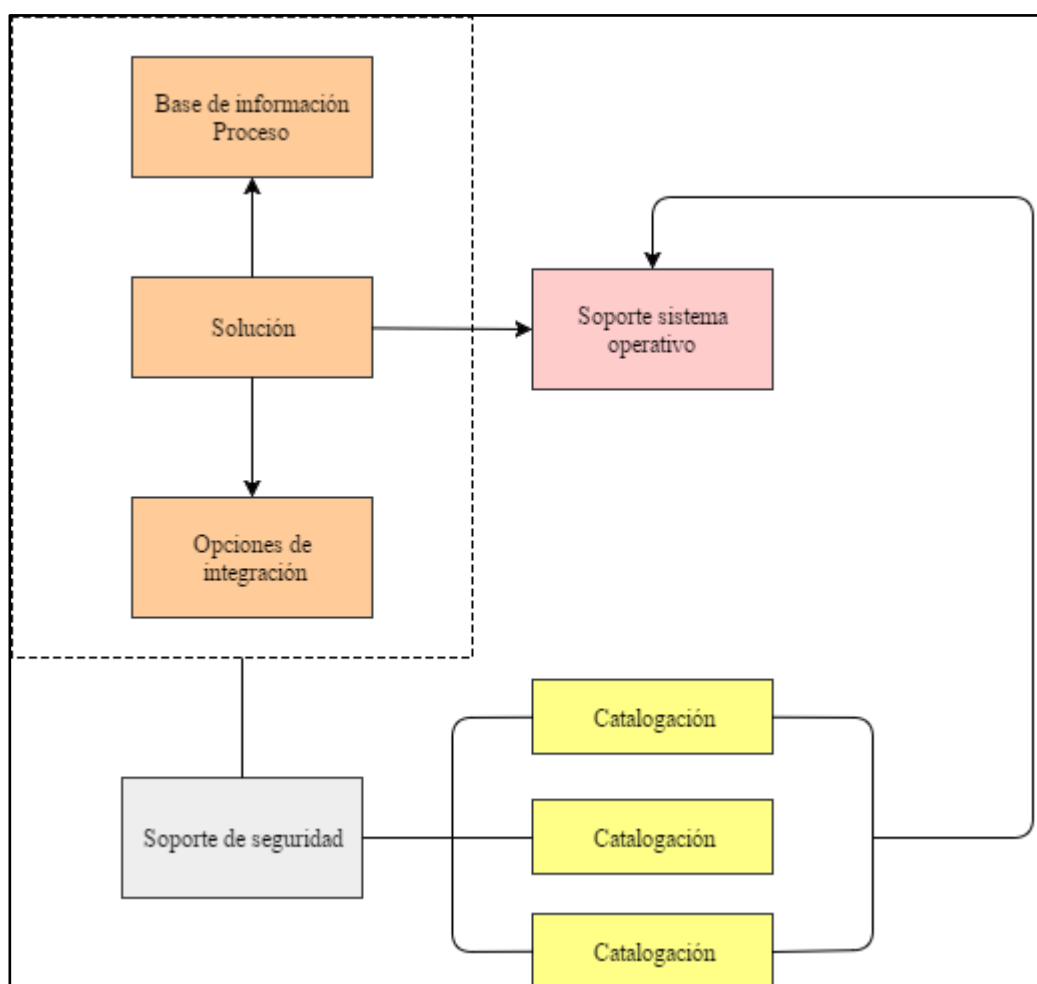 Base de información
Proceso
Solución
Soporte sistema
operativo
Opciones de
integración
Catalogación
Soporte de seguridad
Catalogación
Catalogación